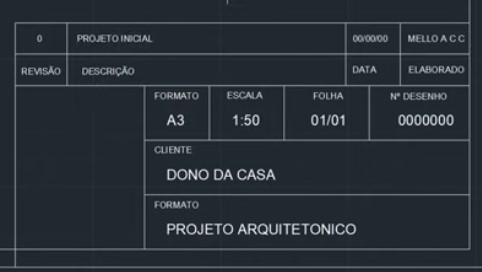 0 PROJETO INICIAL 00/00/00 MELLO A C C
REVISÃO DESCRIÇÃO DATA ELABORADO
FORMATO ESCALA FOLHA Nº DESENHO
A3 1:50 01/01 0000000
CLIENTE
DONO DA CASA
FORMATO
PROJETO ARQUITETONICO